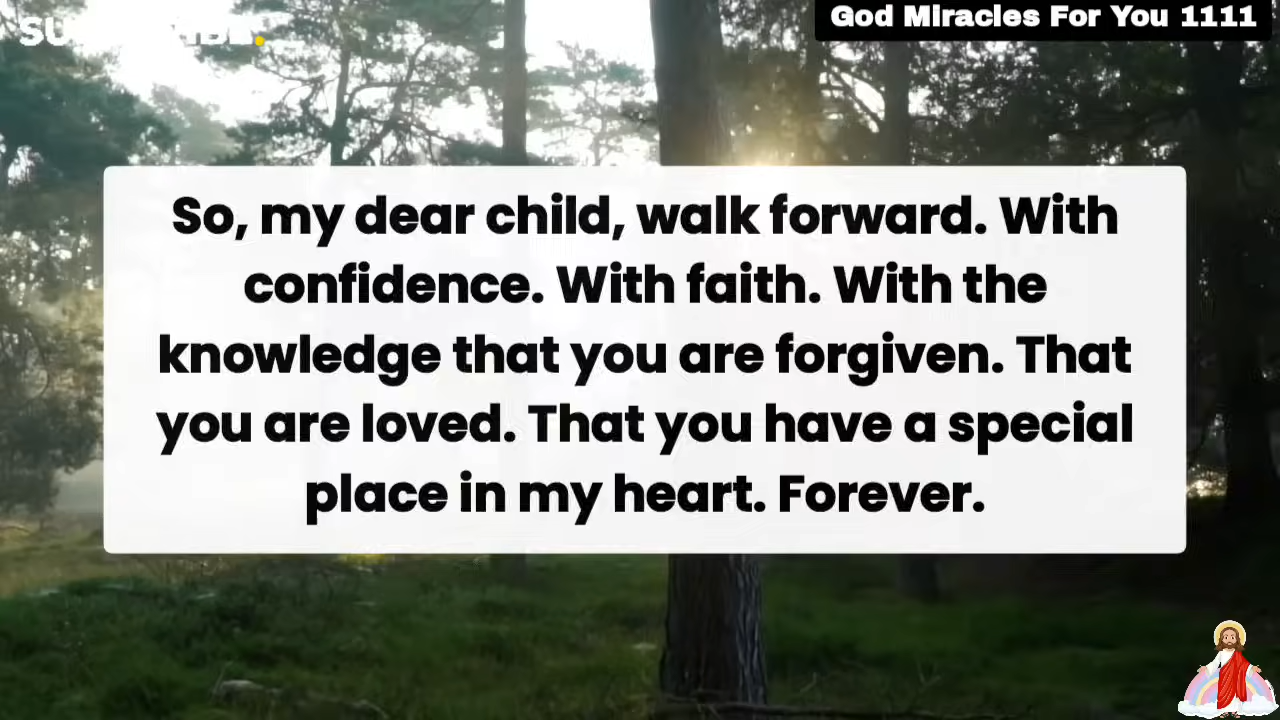 God Miracles For You 1111
So, my dear child, walk forward. With
confidence. With faith. With the
knowledge that you are forgiven. That
you are loved. That you have a special
place in my heart. Forever.